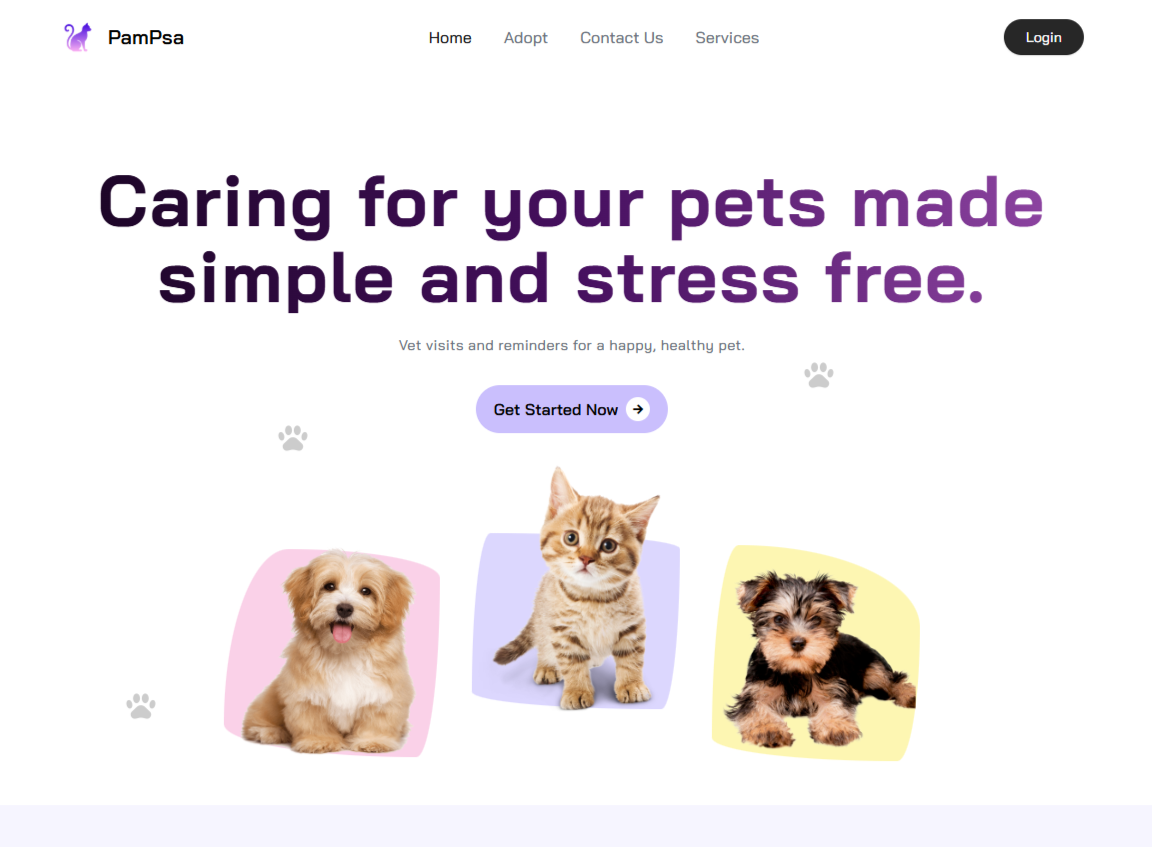 PamPsa
Home
Adopt
Contact Us
Services
Login
Caring for your pets made
simple and stress free.
Vet visits and reminders for a happy, healthy pet.
Get Started Now